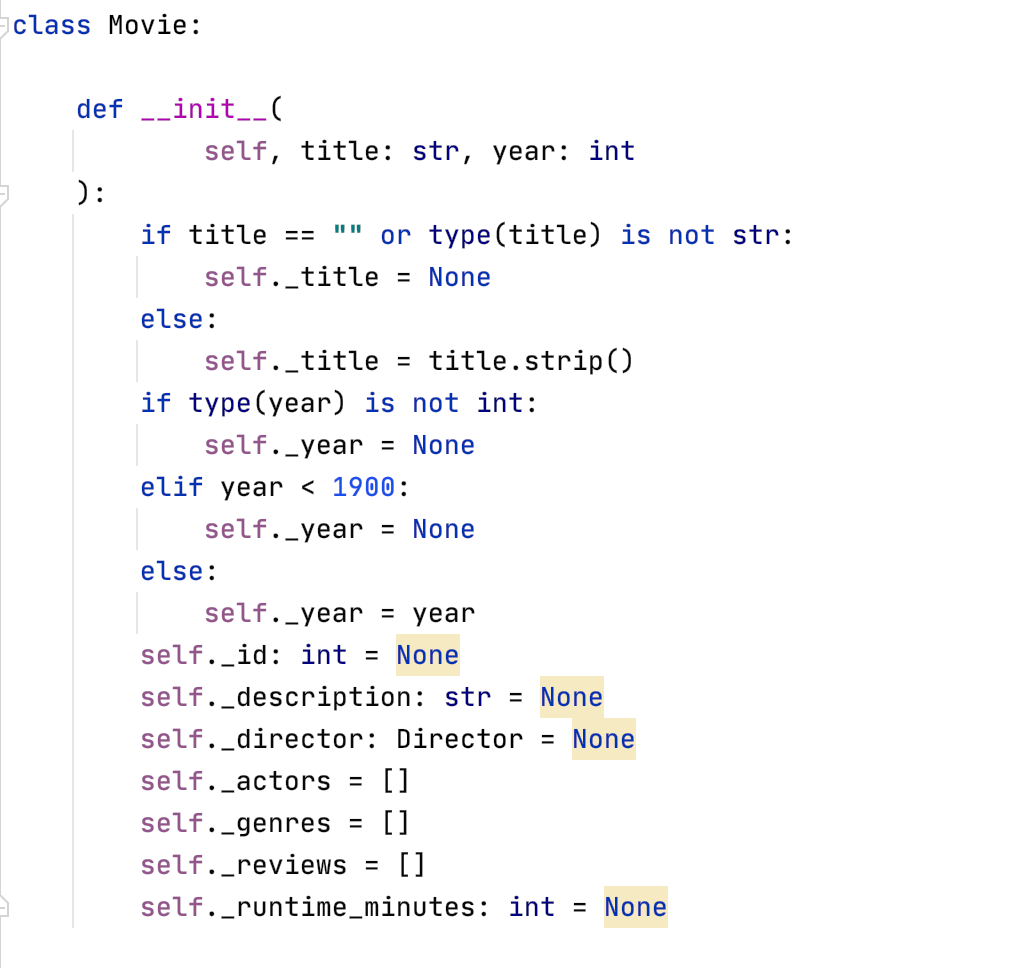 class Movie:
    def __init__(
            self, title: str, year: int
    ):
        if title == "" or type(title) is not str:
            self._title = None
        else:
            self._title = title.strip()
        if type(year) is not int:
            self._year = None
        elif year < 1900:
            self._year = None
        else:
            self._year = year
        self._id: int = None
        self._description: str = None
        self._director: Director = None
        self._actors = []
        self._genres = []
        self._reviews = []
        self._runtime_minutes: int = None